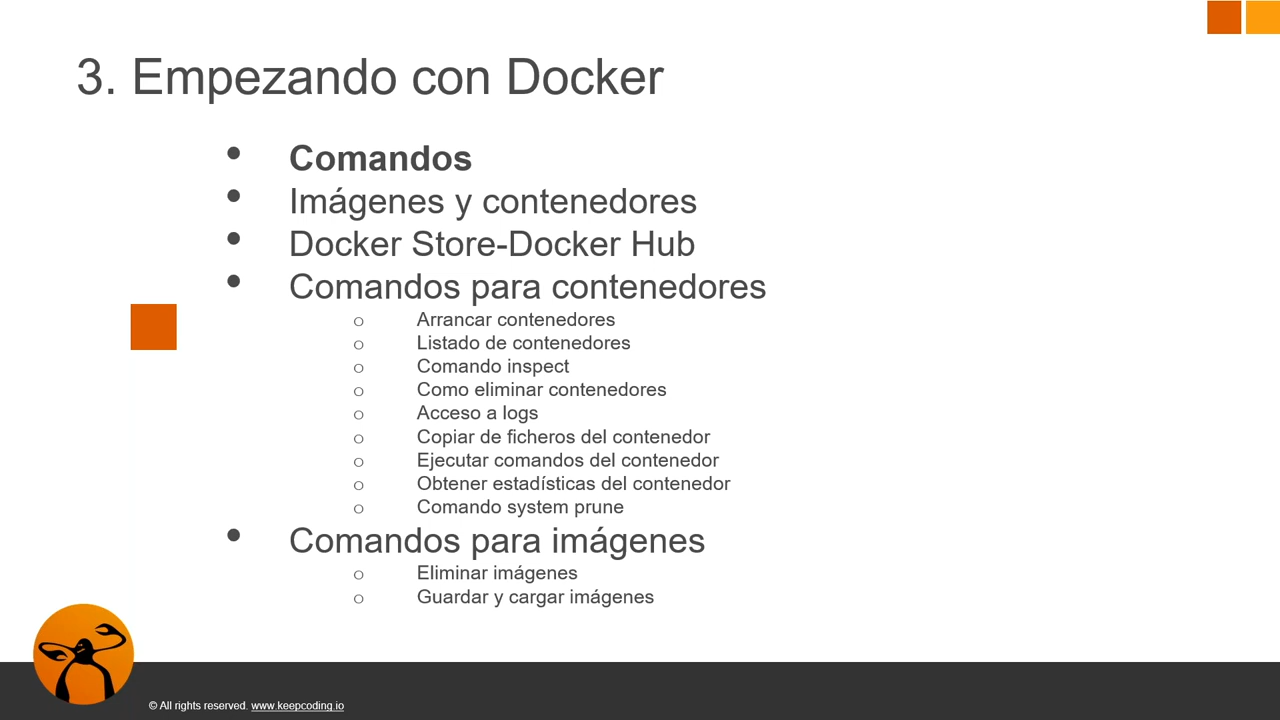 3. Empezando con Docker
• Comandos
• Imágenes y contenedores
• Docker Store-Docker Hub
• Comandos para contenedores
o Arrancar contenedores
o Listado de contenedores
o Comando inspect
o Como eliminar contenedores
o Acceso a logs
o Copiar de ficheros del contenedor
o Ejecutar comandos del contenedor
o Obtener estadísticas del contenedor
o Comando system prune
• Comandos para imágenes
o Eliminar imágenes
o Guardar y cargar imágenes
© All rights reserved. www.keepcoding.io